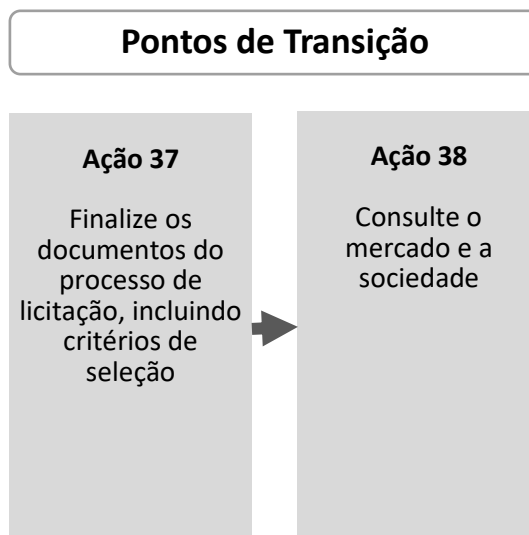 Pontos de Transição
Ação 37
Finalize os
documentos do
processo de
licitação, incluindo
critérios de
seleção
Ação 38
Consulte o
mercado e a
sociedade